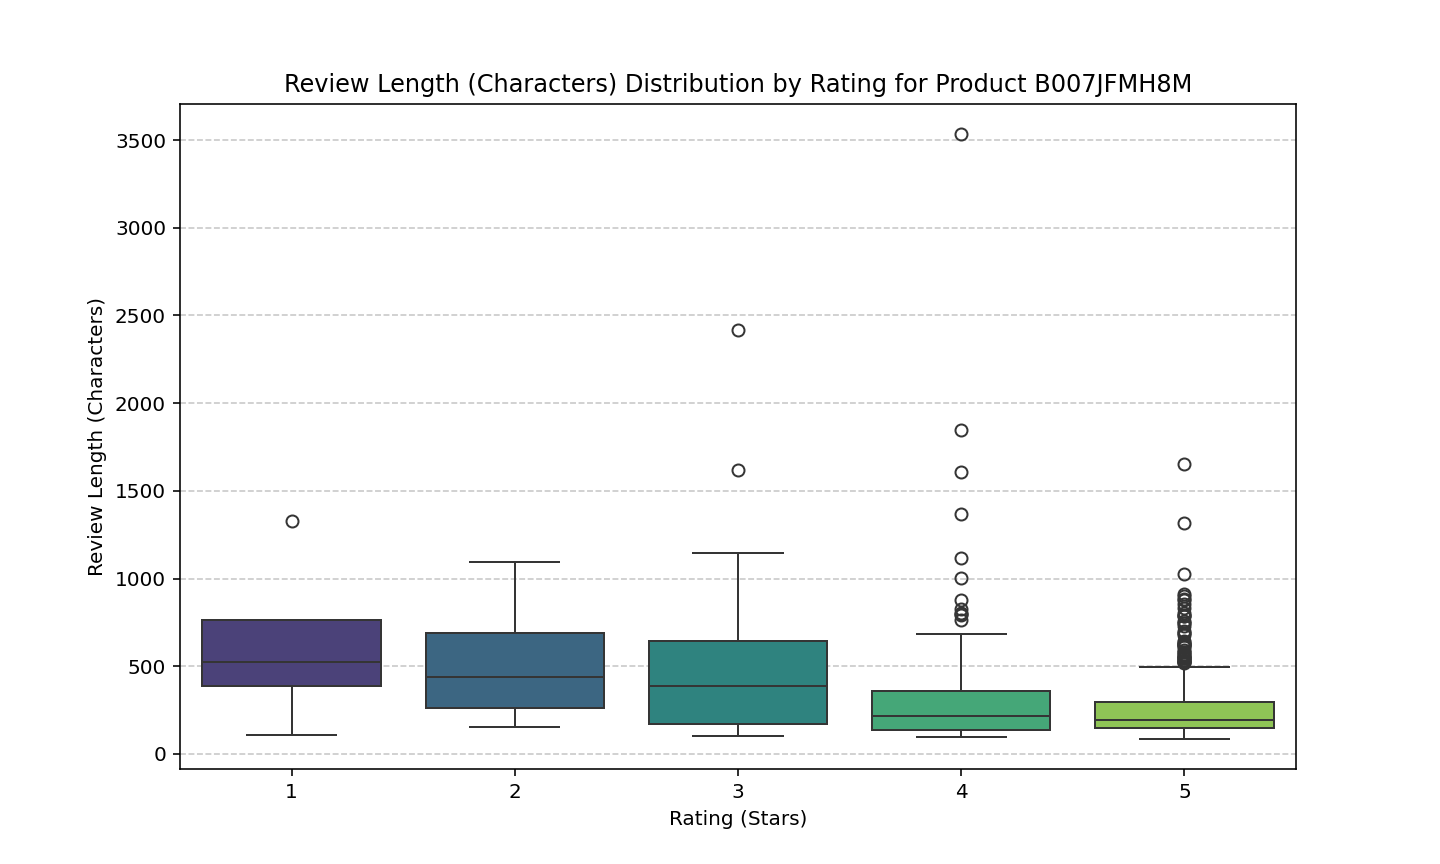 Review Length (Characters) Distribution by Rating for Product B007JFMH8M
3500
3000
2500
2000
1500
1000
500
0
Review Length (Characters)
1 2 3 4 5
Rating (Stars)